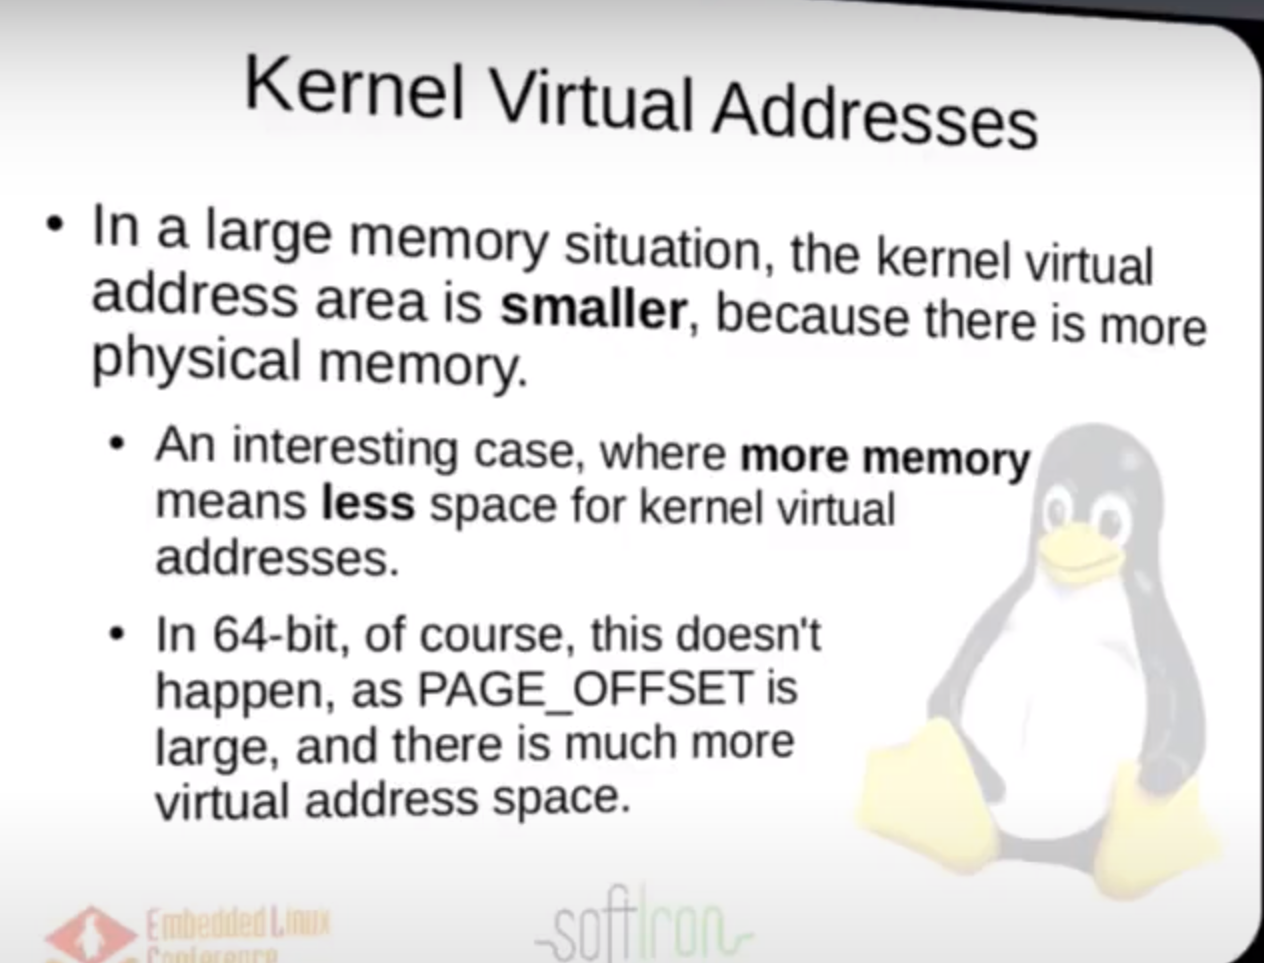 Kernel Virtual Addresses
• In a large memory situation, the kernel virtual
address area is smaller, because there is more
physical memory.
• An interesting case, where more memory
means less space for kernel virtual
addresses.
• In 64-bit, of course, this doesn't
happen, as PAGE_OFFSET is
large, and there is much more
virtual address space.
Embedded Linux
Conference
softIron